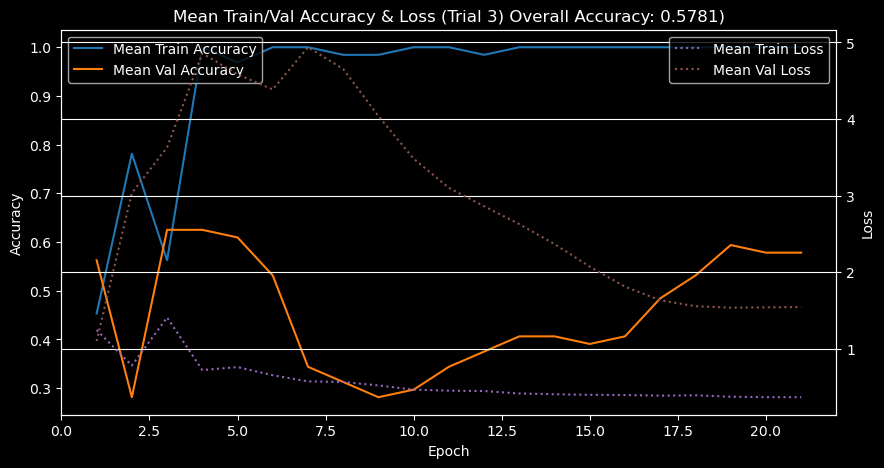 Mean Train/Val Accuracy & Loss (Trial 3) Overall Accuracy: 0.5781)
Mean Train Accuracy
Mean Val Accuracy
Mean Train Loss
Mean Val Loss
1.0
0.9
0.8
0.7
0.6
0.5
0.4
0.3
Accuracy
5
4
3
2
1
Loss
0.0 2.5 5.0 7.5 10.0 12.5 15.0 17.5 20.0
Epoch